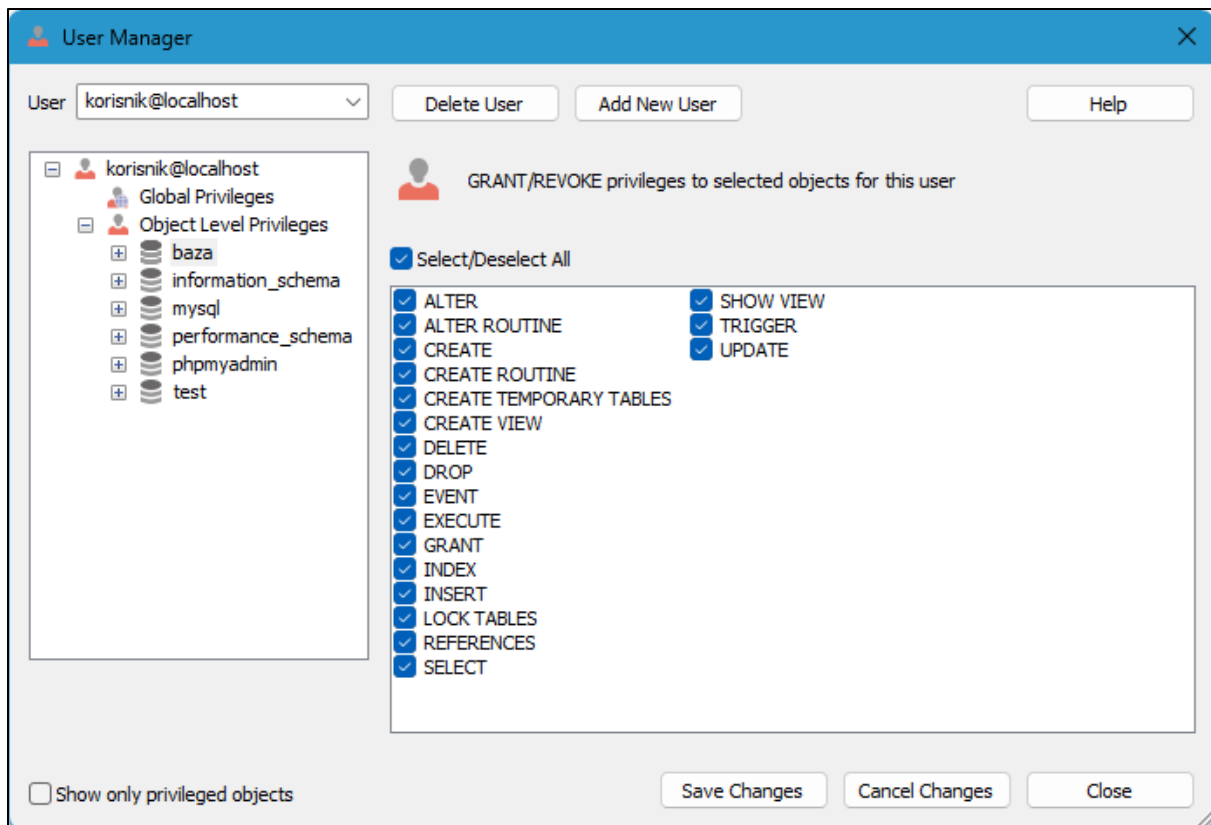 User Manager
User korisnik@localhost
Delete User
Add New User
Help
korisnik@localhost
Global Privileges
Object Level Privileges
baza
information_schema
mysql
performance_schema
phpmyadmin
test
GRANT/REVOKE privileges to selected objects for this user
Select/Deselect All
ALTER
ALTER ROUTINE
CREATE
CREATE ROUTINE
CREATE TEMPORARY TABLES
CREATE VIEW
DELETE
DROP
EVENT
EXECUTE
GRANT
INDEX
INSERT
LOCK TABLES
REFERENCES
SELECT
SHOW VIEW
TRIGGER
UPDATE
Show only privileged objects
Save Changes
Cancel Changes
Close